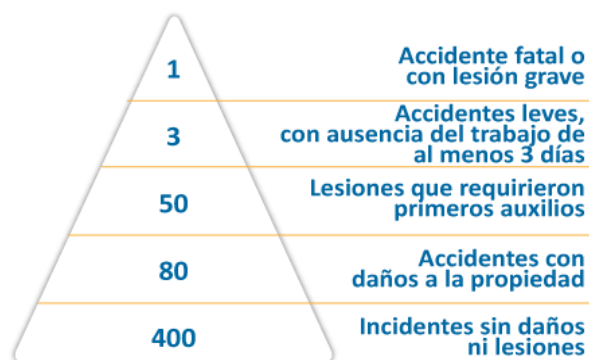 1
Accidente fatal o
con lesión grave
3
Accidentes leves,
con ausencia del trabajo de
al menos 3 días
50
Lesiones que requirieron
primeros auxilios
80
Accidentes con
daños a la propiedad
400
Incidentes sin daños
ni lesiones